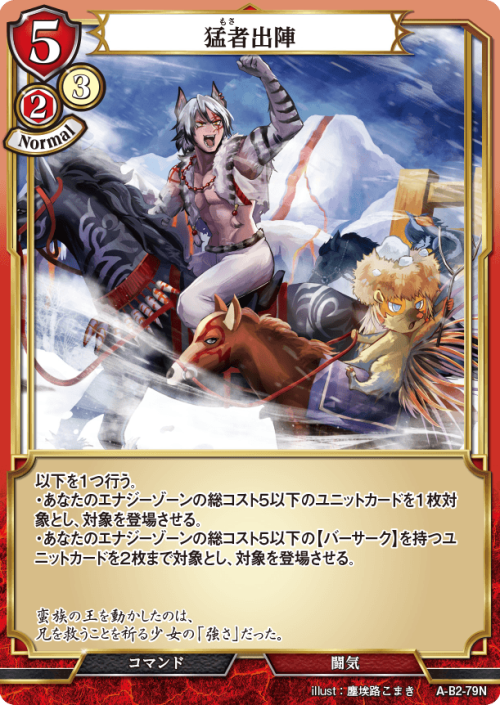 5
猛者出陣
もさ
2
3
Normal
以下を1つ行う。
・あなたのエナジーゾーンの総コスト5以下のユニットカードを1枚対
象とし、対象を登場させる。
・あなたのエナジーゾーンの総コスト5以下の【バーサーク】を持つユ
ニットカードを2枚まで対象とし、対象を登場させる。
蛮族の王を動かしたのは、
兄を救うことを祈る少女の「強さ」だった。
コマンド
闘気
illust：塵埃路こまき
A-B2-79N